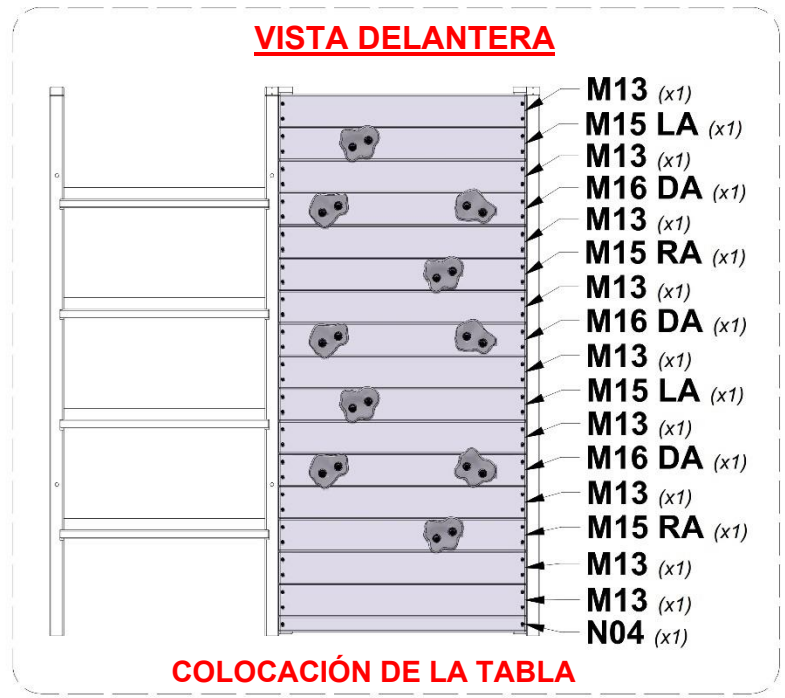 VISTA DELANTERA
M13 (x1)
M15 LA (x1)
M13 (x1)
M16 DA (x1)
M13 (x1)
M15 RA (x1)
M13 (x1)
M16 DA (x1)
M13 (x1)
M15 LA (x1)
M13 (x1)
M16 DA (x1)
M13 (x1)
M15 RA (x1)
M13 (x1)
M13 (x1)
N04 (x1)
COLOCACIÓN DE LA TABLA